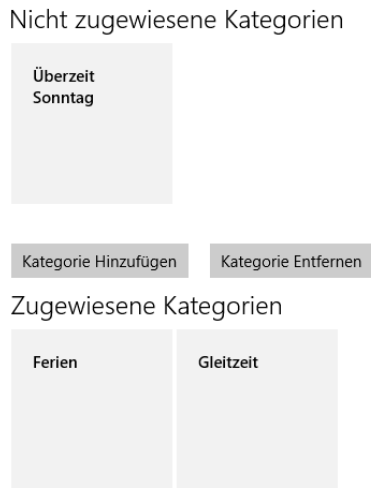 Nicht zugewiesene Kategorien
Überzeit
Sonntag
Kategorie Hinzufügen Kategorie Entfernen
Zugewiesene Kategorien
Ferien Gleitzeit